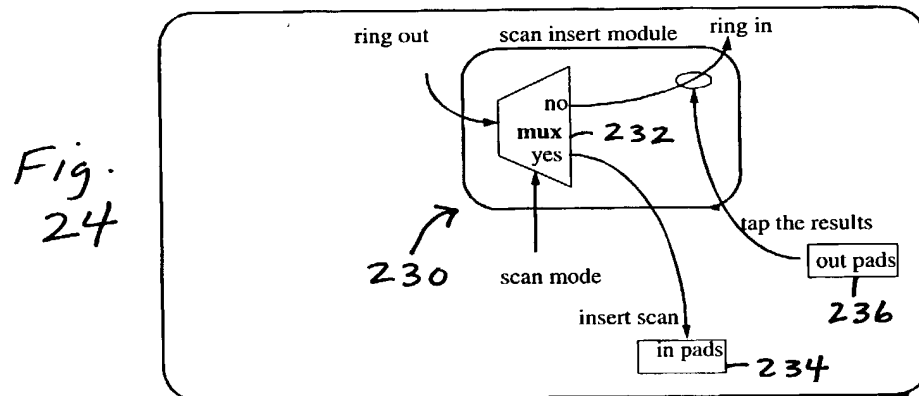 Fig. 24
ring out
scan insert module
ring in
no
mux
232
yes
tap the results
230
scan mode
out pads
236
insert scan
in pads
234